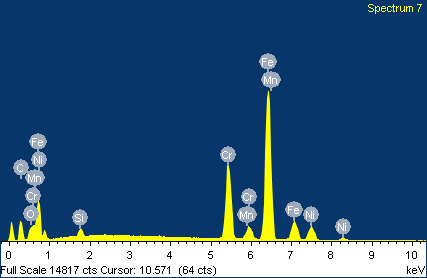 Spectrum 7
Fe
Mn
Fe
C
Ni
Mn
Cr
Cr
Cr
O
Si
Mn
Fe
Ni
Ni
0 1 2 3 4 5 6 7 8 9 10
Full Scale 14817 cts Cursor: 10.571 (64 cts) keV